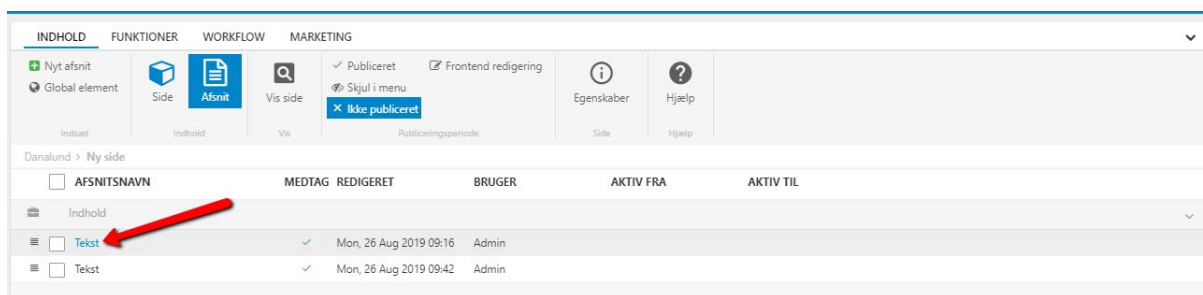 INDHOLD FUNKTIONER WORKFLOW MARKETING
Nyt afsnit
Global element
Indsæt
Side
Afsnit
Indhold
Vis side
Vis
Publiceret Frontend redigering
Skjul i menu
Ikke publiceret
Publiceringsperiode
Egenskaber
Side
Hjælp
Hjælp
Danalund > Ny side
AFSNITSNAVN MEDTAG REDIGERET BRUGER AKTIV FRA AKTIV TIL
Indhold
Tekst Mon, 26 Aug 2019 09:16 Admin
Tekst Mon, 26 Aug 2019 09:42 Admin